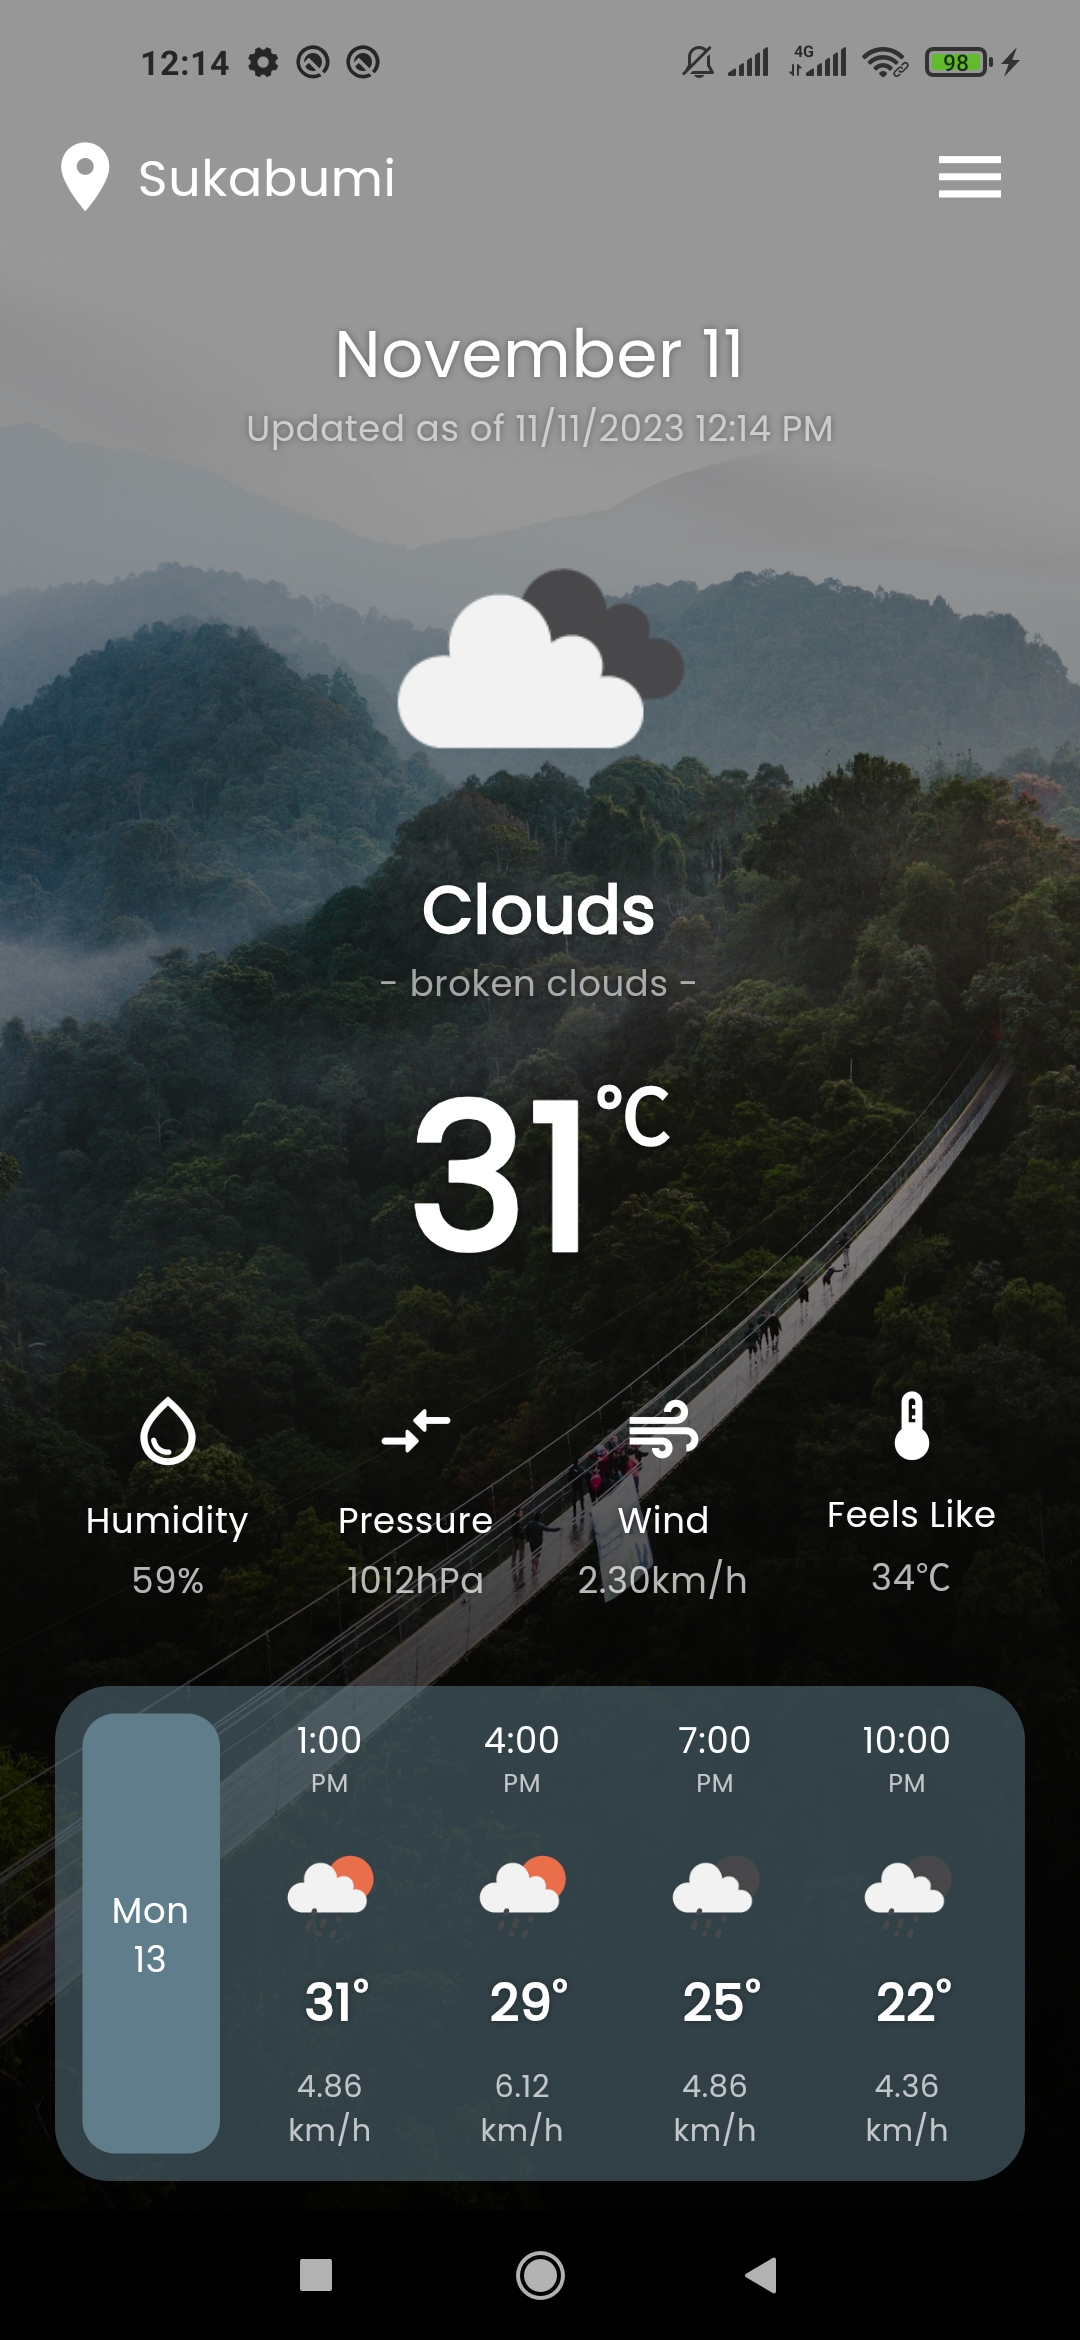 12:14 4G 98
Sukabumi
November 11
Updated as of 11/11/2023 12:14 PM
Clouds
- broken clouds -
31°C
Humidity Pressure Wind Feels Like
59% 1012hPa 2.30km/h 34°C
1:00 4:00 7:00 10:00
PM PM PM PM
Mon
13
31° 29° 25° 22°
4.86 6.12 4.86 4.36
km/h km/h km/h km/h